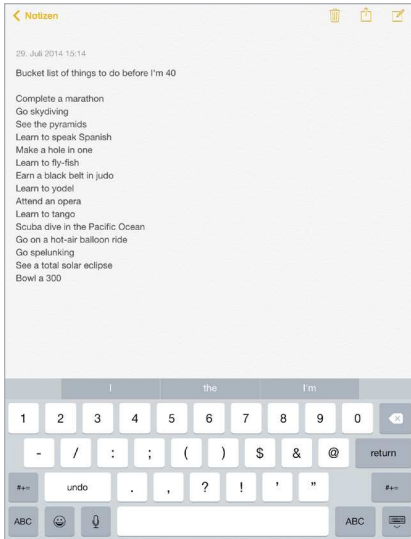 Notizen
29. Juli 2014 15:14
Bucket list of things to do before I'm 40
Complete a marathon
Go skydiving
See the pyramids
Learn to speak Spanish
Make a hole in one
Learn to fly-fish
Earn a black belt in judo
Learn to yodel
Attend an opera
Learn to tango
Scuba dive in the Pacific Ocean
Go on a hot-air balloon ride
Go spelunking
See a total solar eclipse
Bowl a 300
I the I'm
1 2 3 4 5 6 7 8 9 0
- / : ; ( ) $ & @ return
#+= undo . , ? ! ' " #+=
ABC ABC